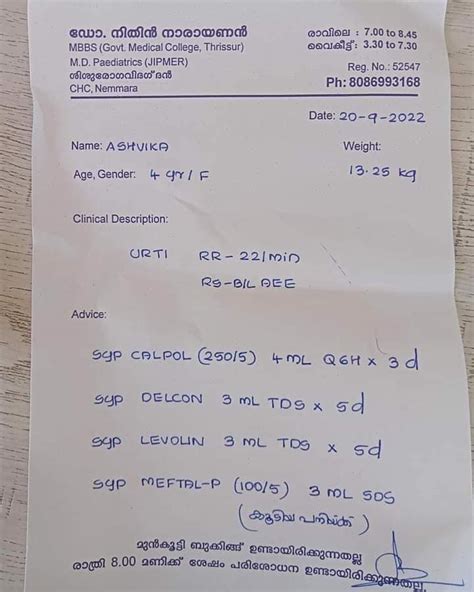 ഡോ. നിതിൻ നാരായണൻ
MBBS (Govt. Medical College, Thrissur)
M.D. Paediatrics (JIPMER)
ശിശുരോഗവിദഗ്ദൻ
CHC, Nemmara
രാവിലെ : 7.00 to 8.45
വൈകീട്ട്: 3.30 to 7.30
Reg. No.: 52547
Ph: 8086993168
Date: 20-9-2022
Name: ASHVIKA
Weight:
Age, Gender: 4 yr / F
13.25 kg
Clinical Description:
URTI RR - 22/min
RS-B/L AEE
Advice:
syp CALPOL (250/5) 4 ML Q6H x 3 d
syp DELCON 3 ML TDS x 5d
syp LEVOLIN 3 ML TDS x 5d
syp MEFTAL-P (100/5) 3 ML SOS
(കൂടിയ പനിയ്ക്ക്)
മുൻകൂട്ടി ബുക്കിങ്ങ് ഉണ്ടായിരിക്കുന്നതല്ല
രാത്രി 8.00 മണിക്ക് ശേഷം പരിശോധന ഉണ്ടായിരിക്കുന്നതല്ല.